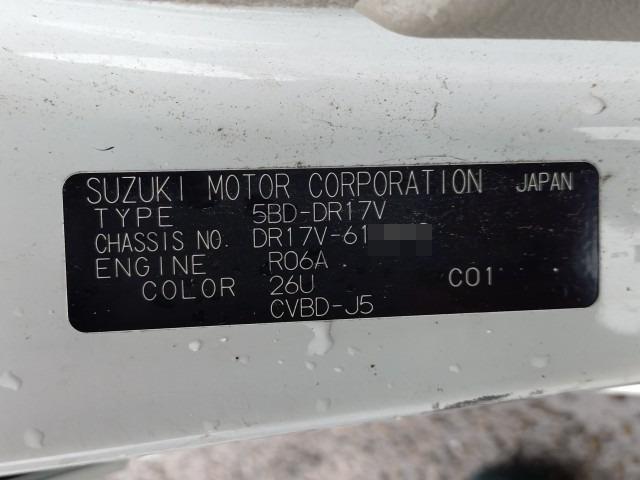 SUZUKI MOTOR CORPORATION JAPAN
TYPE 5BD-DR17V
CHASSIS NO. DR17V-61
ENGINE R06A
COLOR 26U C01
CVBD-J5